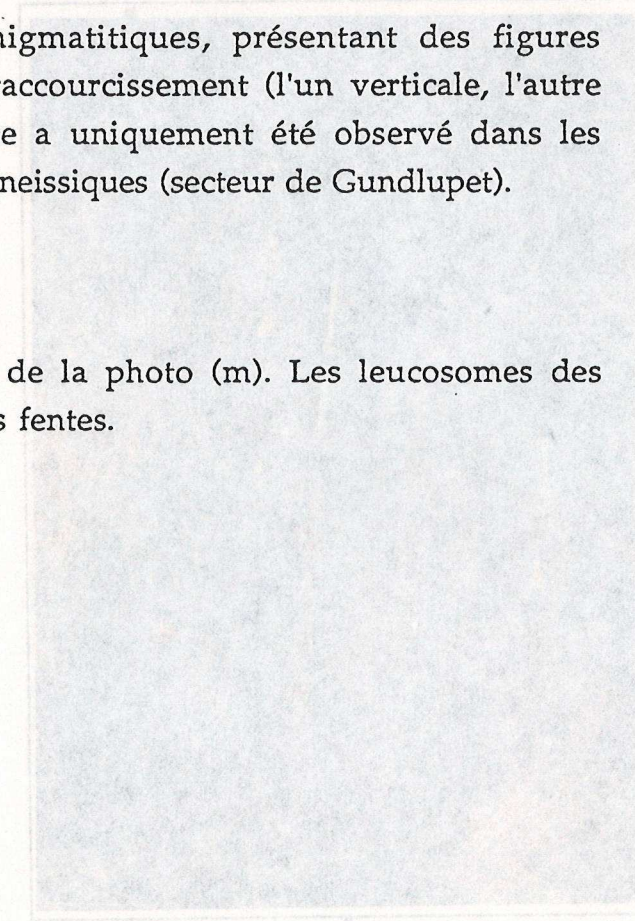 nigmatitiques, présentant des figures
raccourcissement (l'un verticale, l'autre
e a uniquement été observé dans les
neissiques (secteur de Gundlupet).
de la photo (m). Les leucosomes des
s fentes.